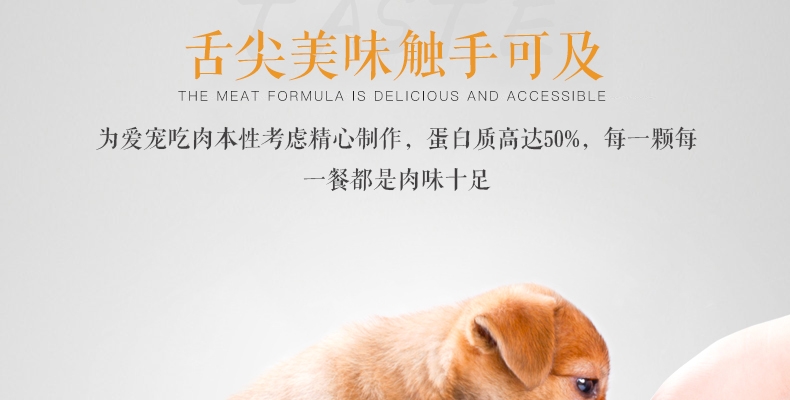 TASTE
舌尖美味触手可及
THE MEAT FORMULA IS DELICIOUS AND ACCESSIBLE
为爱宠吃肉本性考虑精心制作，蛋白质高达50%，每一颗每
一餐都是肉味十足